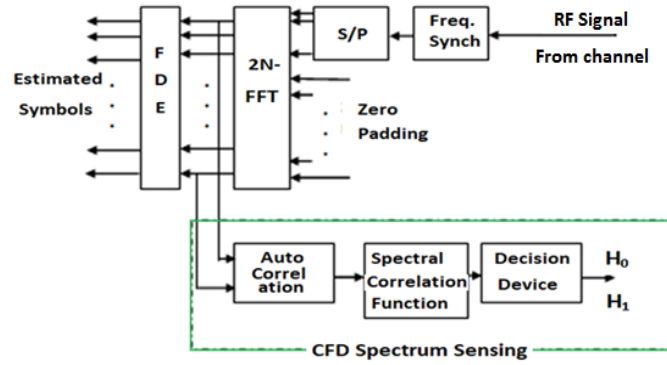 RF Signal
From channel
Freq.
Synch
S/P
2N-
FFT
F
D
E
Estimated
Symbols
Zero
Padding
Auto
Correl
ation
Spectral
Correlation
Function
Decision
Device
H₀
H₁
CFD Spectrum Sensing